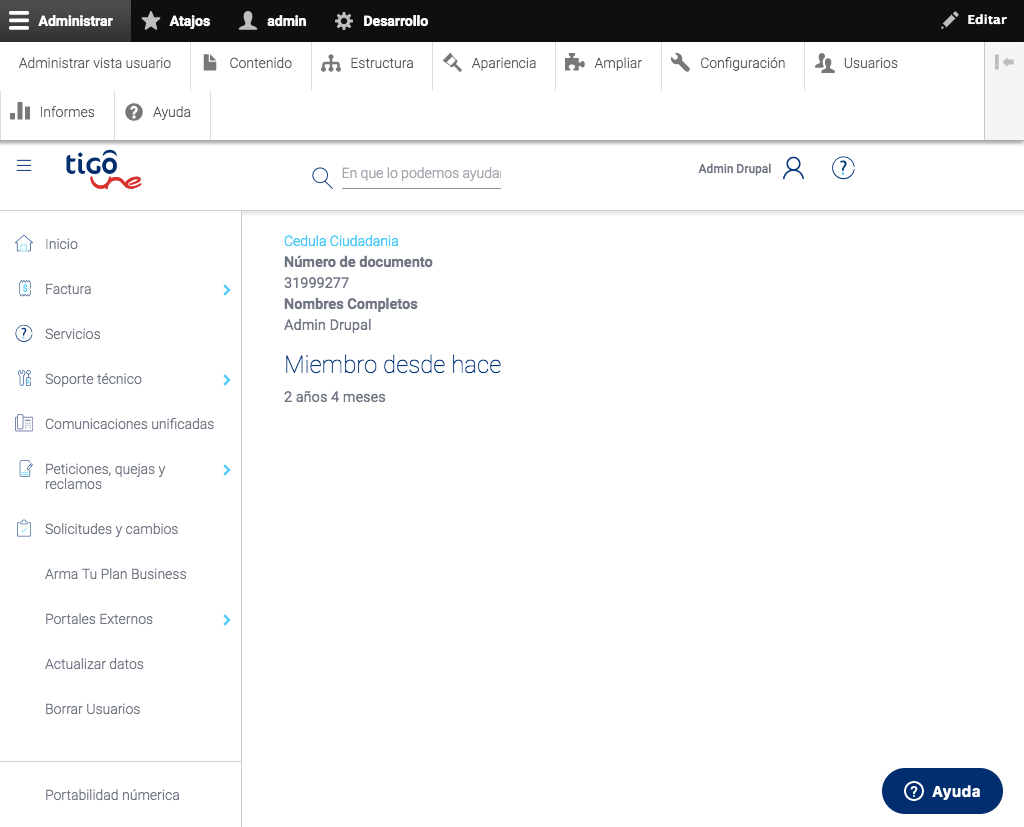 Administrar
Atajos
admin
Desarrollo
Editar
Administrar vista usuario
Contenido
Estructura
Apariencia
Ampliar
Configuración
Usuarios
Informes
Ayuda
tigo
une
En que lo podemos ayuda
Admin Drupal
Inicio
Factura
Servicios
Soporte técnico
Comunicaciones unificadas
Peticiones, quejas y
reclamos
Solicitudes y cambios
Arma Tu Plan Business
Portales Externos
Actualizar datos
Borrar Usuarios
Portabilidad númerica
Cedula Ciudadania
Número de documento
31999277
Nombres Completos
Admin Drupal
Miembro desde hace
2 años 4 meses
Ayuda